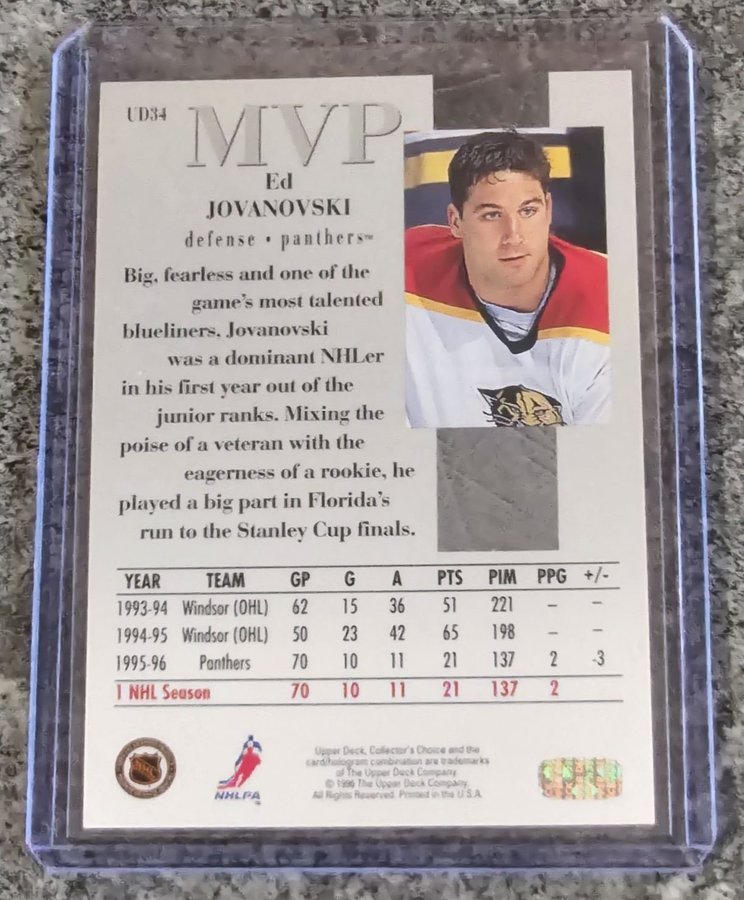 UD34
MVP
Ed
JOVANOVSKI
defense • panthers™
Big, fearless and one of the
game's most talented
blueliners, Jovanovski
was a dominant NHLer
in his first year out of the
junior ranks. Mixing the
poise of a veteran with the
eagerness of a rookie, he
played a big part in Florida's
run to the Stanley Cup finals.
YEAR TEAM GP G A PTS PIM PPG +/-
1993-94 Windsor (OHL) 62 15 36 51 221 – –
1994-95 Windsor (OHL) 50 23 42 65 198 – –
1995-96 Panthers 70 10 11 21 137 2 -3
1 NHL Season 70 10 11 21 137 2
NHLPA
Upper Deck, Collector's Choice and the
card/hologram combination are trademarks
of The Upper Deck Company.
© 1996 The Upper Deck Company.
All Rights Reserved. Printed in the U.S.A.